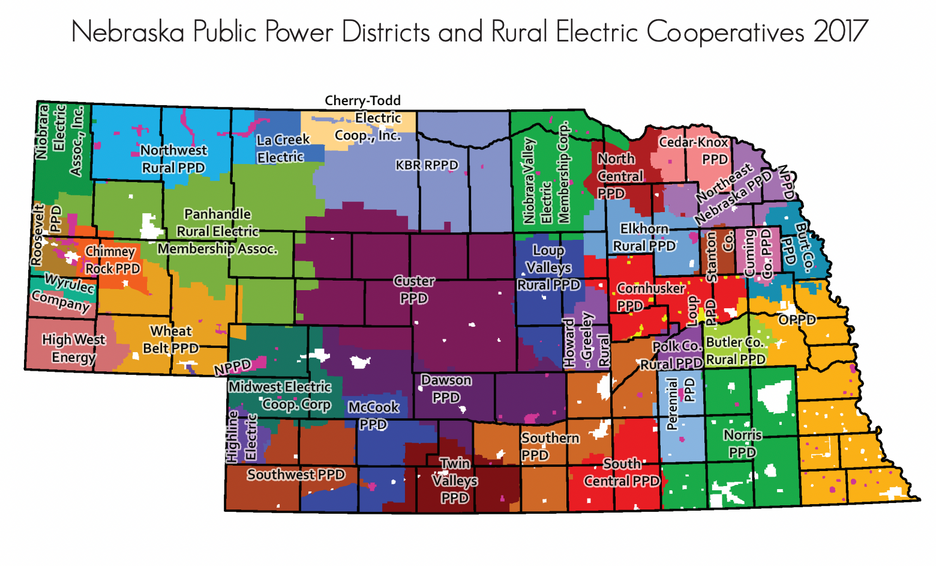 Nebraska Public Power Districts and Rural Electric Cooperatives 2017
Niobrara
Electric
Assoc., Inc.
Northwest
Rural PPD
La Creek
Electric
Cherry-Todd
Electric
Coop., Inc.
KBR RPPD
Niobrara Valley
Electric
Membership Corp.
North
Central
PPD
Cedar-Knox
PPD
Northeast
Nebraska PPD
NPPD
Roosevelt
PPD
Panhandle
Rural Electric
Membership Assoc.
Chimney
Rock PPD
Wyrulec
Company
High West
Energy
Wheat
Belt PPD
NPPD
Custer
PPD
Loup
Valleys
Rural PPD
Elkhorn
Rural PPD
Stanton
Co.
Cuming
Co. PPD
Burt Co.
PPD
Howard
- Greeley
Rural
Cornhusker
PPD
Loup
PPD
OPPD
Polk Co.
Rural PPD
Butler Co.
Rural PPD
Midwest Electric
Coop. Corp
Highline
Electric
McCook
PPD
Dawson
PPD
Perennial
PPD
Norris
PPD
Southern
PPD
South
Central PPD
Southwest PPD
Twin
Valleys
PPD